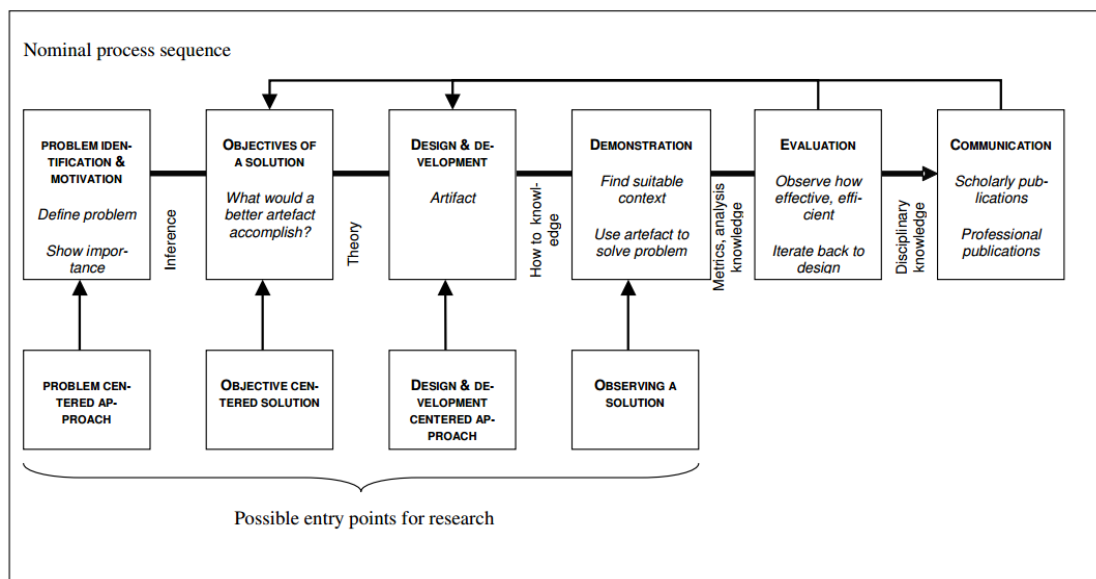 Nominal process sequence
PROBLEM IDEN-
TIFICATION &
MOTIVATION
Define problem
Show impor-
tance
Inference
OBJECTIVES OF
A SOLUTION
What would a
better artefact
accomplish?
Theory
DESIGN & DE-
VELOPMENT
Artifact
How to knowl-
edge
DEMONSTRATION
Find suitable
context
Use artefact to
solve problem
Metrics, analysis
knowledge
EVALUATION
Observe how
effective, effi-
cient
Iterate back to
design
Disciplinary
knowledge
COMMUNICATION
Scholarly pub-
lications
Professional
publications
PROBLEM CEN-
TERED AP-
PROACH
OBJECTIVE CEN-
TERED SOLUTION
DESIGN & DE-
VELOPMENT
CENTERED AP-
PROACH
OBSERVING A
SOLUTION
Possible entry points for research